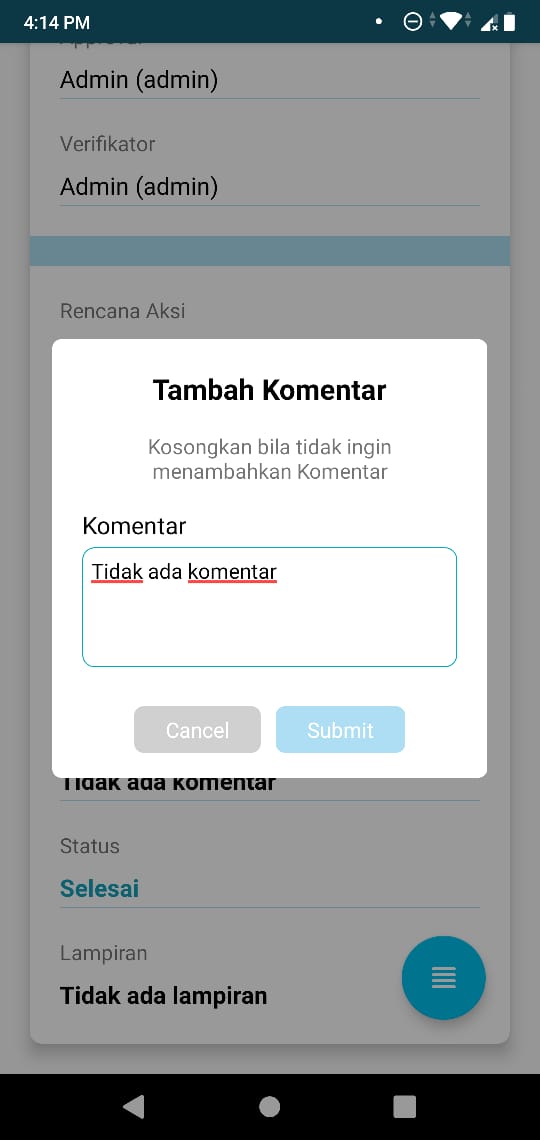 4:14 PM
Admin (admin)
Verifikator
Admin (admin)
Rencana Aksi
Tambah Komentar
Kosongkan bila tidak ingin
menambahkan Komentar
Komentar
Tidak ada komentar
Cancel
Submit
Tidak ada komentar
Status
Selesai
Lampiran
Tidak ada lampiran